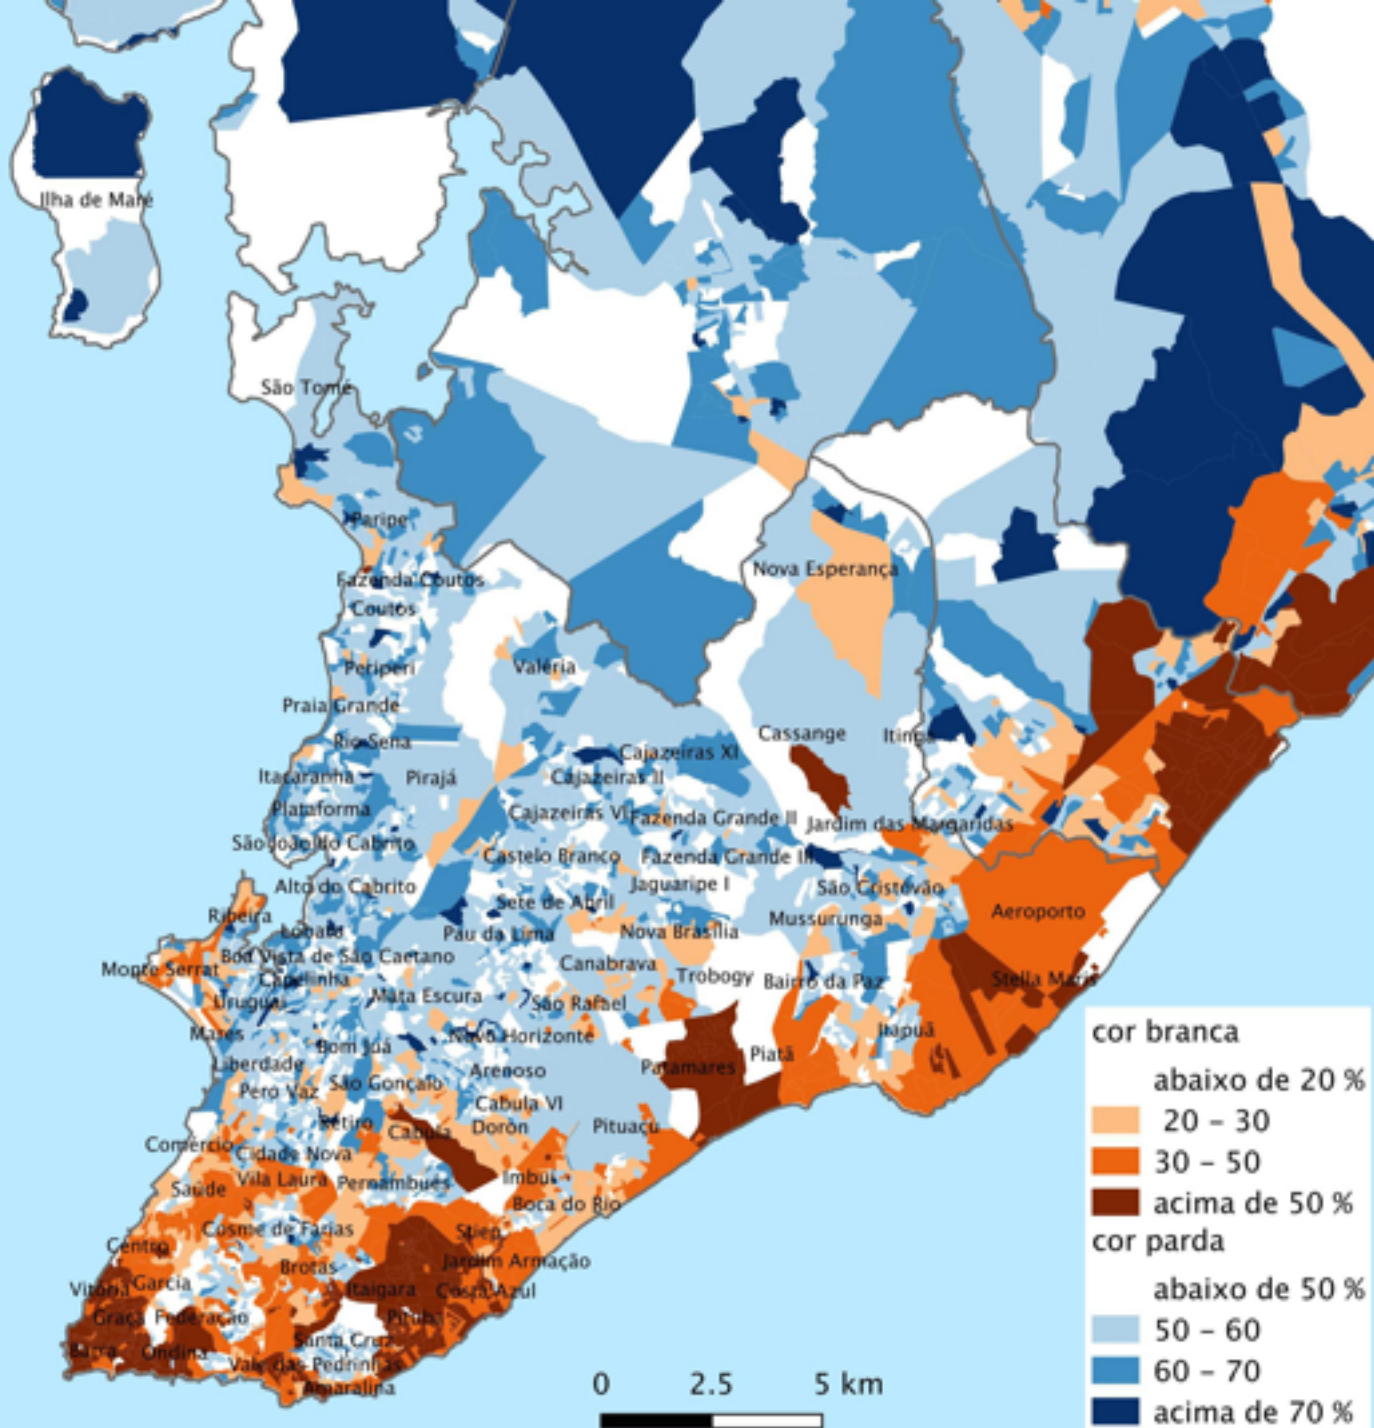 Ilha de Maré
São Tomé
Paripe
Fazenda Coutos
Nova Esperança
Coutos
Periperi
Valéria
Praia Grande
Rio Sena
Cassange
Itinga
Cajazeiras XI
Itacaranha
Pirajá
Cajazeiras II
Plataforma
Cajazeiras VI
Fazenda Grande II
Jardim das Margaridas
São João do Cabrito
Castelo Branco
Fazenda Grande III
Alto do Cabrito
Jaguaripe I
São Cristóvão
Sete de Abril
Ribeira
Lobato
Pau da Lima
Nova Brasília
Mussurunga
Aeroporto
Boa Vista de São Caetano
Monte Serrat
Capelinha
Canabrava
Trobogy
Bairro da Paz
Stella Maris
Uruguai
Mata Escura
São Rafael
Mares
Bom Juá
Novo Horizonte
Itapuã
Liberdade
Arenoso
Patamares
Piatã
Pero Vaz
São Gonçalo
Cabula VI
Retiro
Cabula
Doron
Pituaçu
Comércio
Cidade Nova
Saúde
Vila Laura
Pernambués
Imbuí
Boca do Rio
Cosme de Farias
Stiep
Centro
Brotas
Jardim Armação
Vitória
Garcia
Itaigara
Costa Azul
Graça
Federação
Pituba
Santa Cruz
Barra
Ondina
Vale das Pedrinhas
Amaralina
0 2.5 5 km
cor branca
abaixo de 20 %
20 – 30
30 – 50
acima de 50 %
cor parda
abaixo de 50 %
50 – 60
60 – 70
acima de 70 %